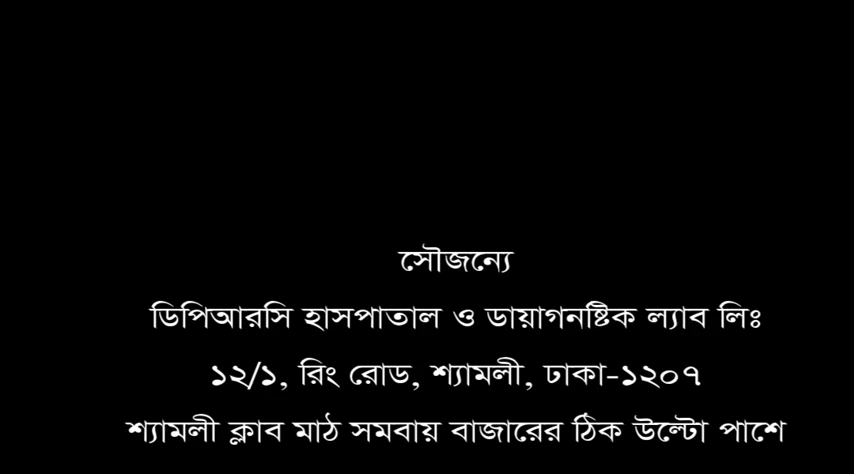 সৌজন্যে
ডিপিআরসি হাসপাতাল ও ডায়াগনষ্টিক ল্যাব লিঃ
১২/১, রিং রোড, শ্যামলী, ঢাকা-১২০৭
শ্যামলী ক্লাব মাঠ সমবায় বাজারের ঠিক উল্টো পাশে